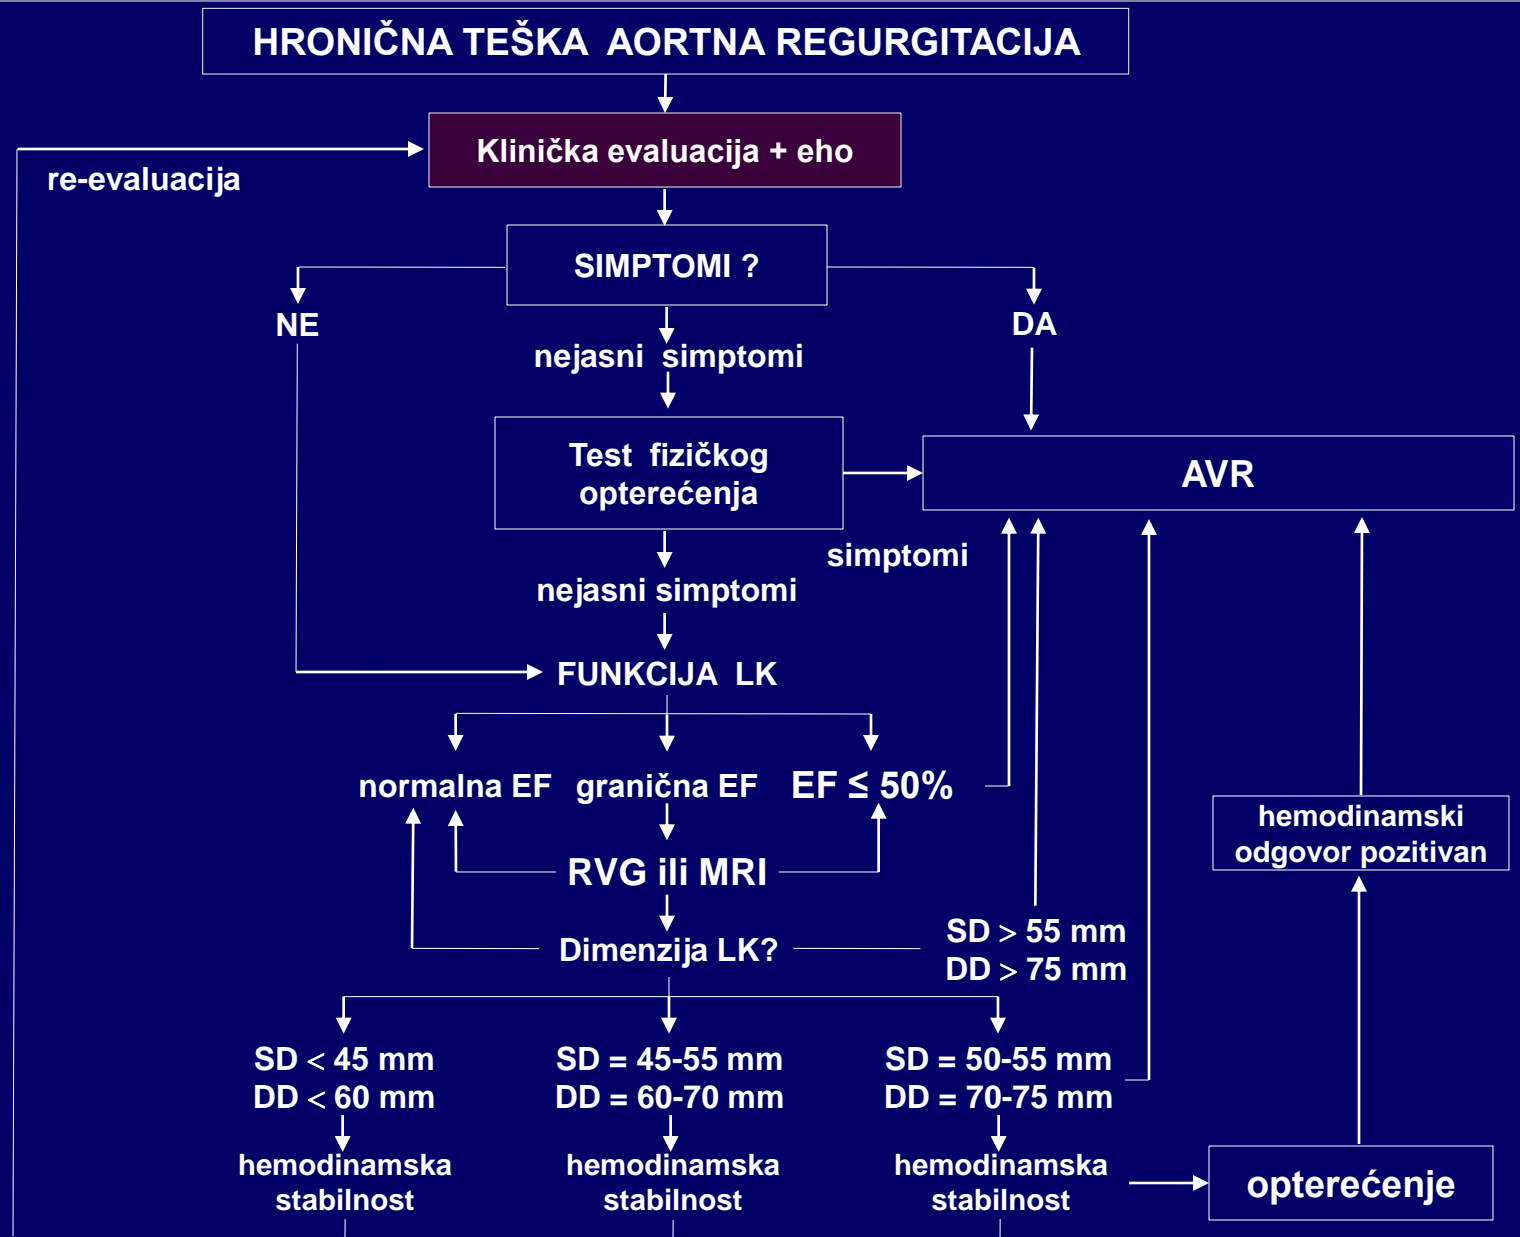 HRONIČNA TEŠKA AORTNA REGURGITACIJA
Klinička evaluacija + eho
re-evaluacija
SIMPTOMI ?
NE
DA
nejasni simptomi
Test fizičkog
opterećenja
AVR
simptomi
nejasni simptomi
FUNKCIJA LK
normalna EF
granična EF
EF ≤ 50%
hemodinamski
odgovor pozitivan
RVG ili MRI
Dimenzija LK?
SD > 55 mm
DD > 75 mm
SD < 45 mm
DD < 60 mm
SD = 45-55 mm
DD = 60-70 mm
SD = 50-55 mm
DD = 70-75 mm
hemodinamska
stabilnost
hemodinamska
stabilnost
hemodinamska
stabilnost
opterećenje